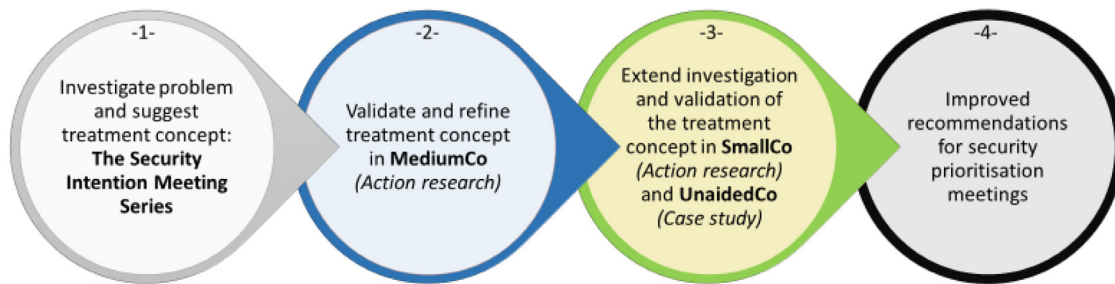 -1-
Investigate problem
and suggest
treatment concept:
The Security
Intention Meeting
Series
-2-
Validate and refine
treatment concept
in MediumCo
(Action research)
-3-
Extend investigation
and validation of
the treatment
concept in SmallCo
(Action research)
and UnaidedCo
(Case study)
-4-
Improved
recommendations
for security
prioritisation
meetings